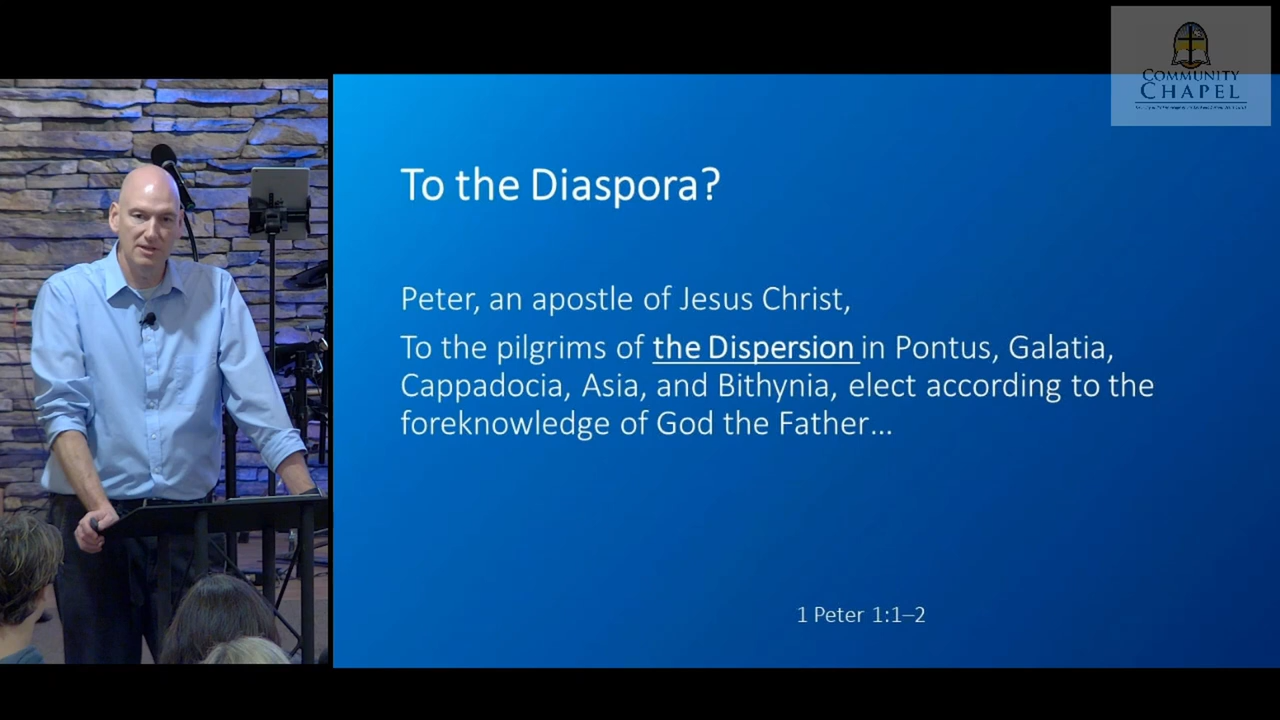 COMMUNITY
CHAPEL
To the Diaspora?
Peter, an apostle of Jesus Christ,
To the pilgrims of the Dispersion in Pontus, Galatia,
Cappadocia, Asia, and Bithynia, elect according to the
foreknowledge of God the Father...
1 Peter 1:1–2